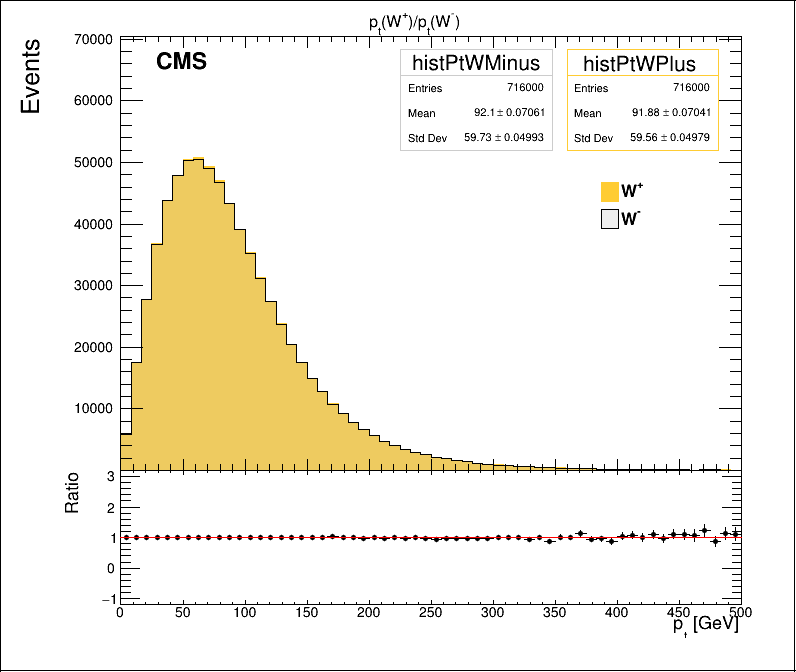 p_t(W^+)/p_t(W^-)
Events
CMS
70000
60000
50000
40000
30000
20000
10000
histPtWMinus
Entries 716000
Mean 92.1 ± 0.07061
Std Dev 59.73 ± 0.04993
histPtWPlus
Entries 716000
Mean 91.88 ± 0.07041
Std Dev 59.56 ± 0.04979
W^+
W^-
Ratio
3
2
1
0
−1
0 50 100 150 200 250 300 350 400 450 500
p_t [GeV]